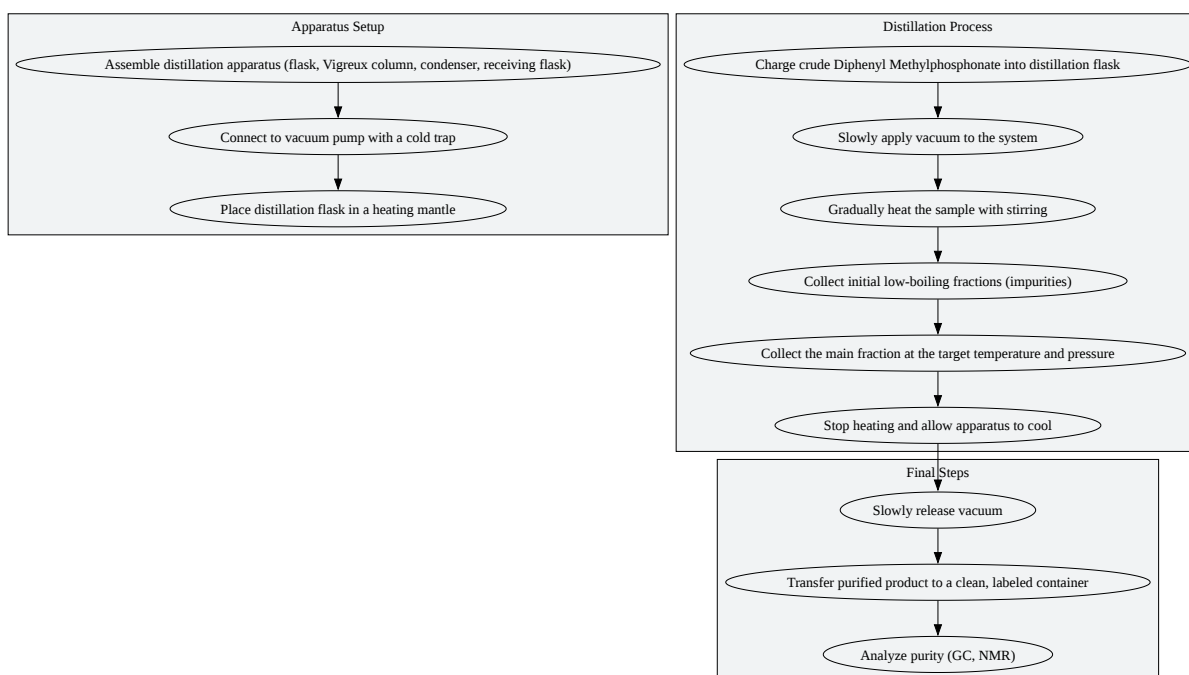 Apparatus Setup
Assemble distillation apparatus (flask, Vigreux column, condenser, receiving flask)
Connect to vacuum pump with a cold trap
Place distillation flask in a heating mantle
Distillation Process
Charge crude Diphenyl Methylphosphonate into distillation flask
Slowly apply vacuum to the system
Gradually heat the sample with stirring
Collect initial low-boiling fractions (impurities)
Collect the main fraction at the target temperature and pressure
Stop heating and allow apparatus to cool
Final Steps
Slowly release vacuum
Transfer purified product to a clean, labeled container
Analyze purity (GC, NMR)